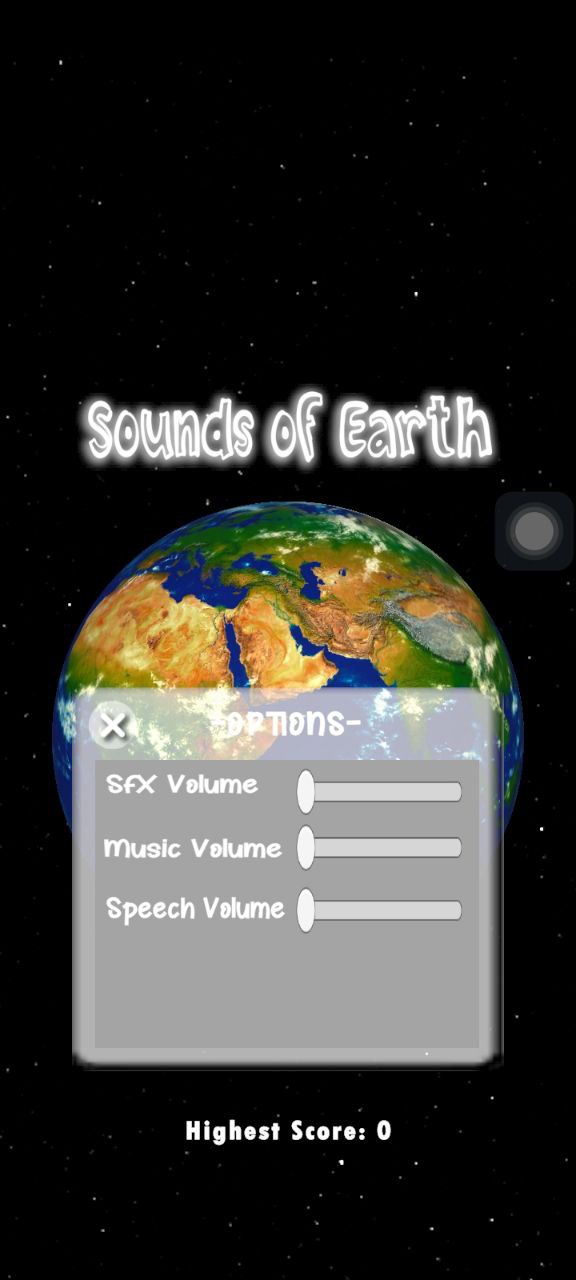 Sounds of Earth
-OPTIONS-
SfX Volume
Music Volume
Speech Volume
Highest Score: 0